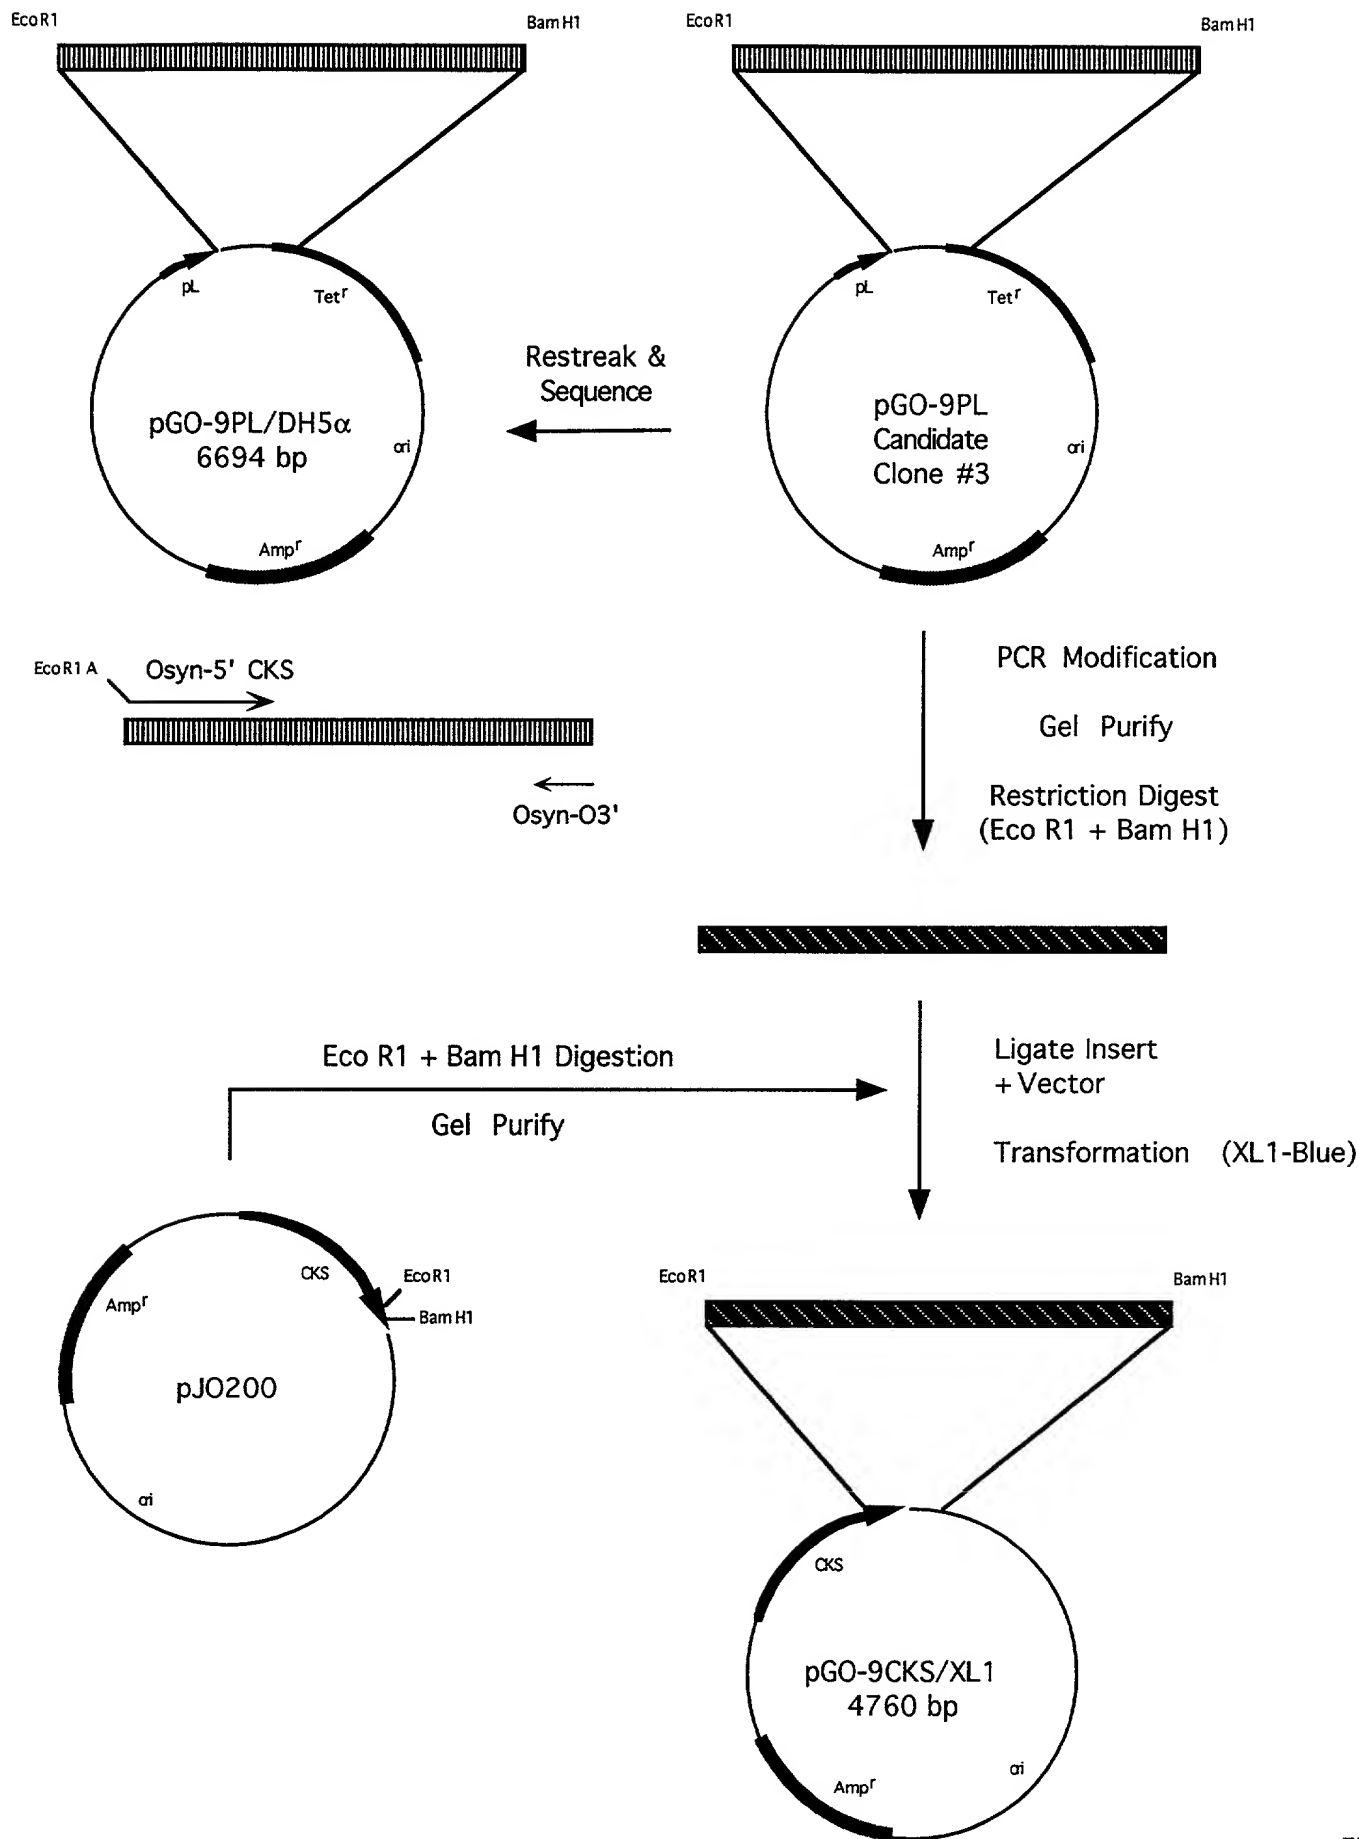 EcoR1
BamH1
EcoR1
BamH1
pL
Tetr
pGO-9PL/DH5α
6694 bp
ori
Ampr
Restreak &
Sequence
pL
Tetr
pGO-9PL
Candidate
Clone #3
ori
Ampr
EcoR1 A
Osyn-5' CKS
Osyn-O3'
PCR Modification
Gel Purify
Restriction Digest
(Eco R1 + Bam H1)
Eco R1 + Bam H1 Digestion
Gel Purify
Ligate Insert
+ Vector
Transformation (XL1-Blue)
CKS
EcoR1
BamH1
Ampr
pJO200
ori
EcoR1
BamH1
CKS
pGO-9CKS/XL1
4760 bp
ori
Ampr